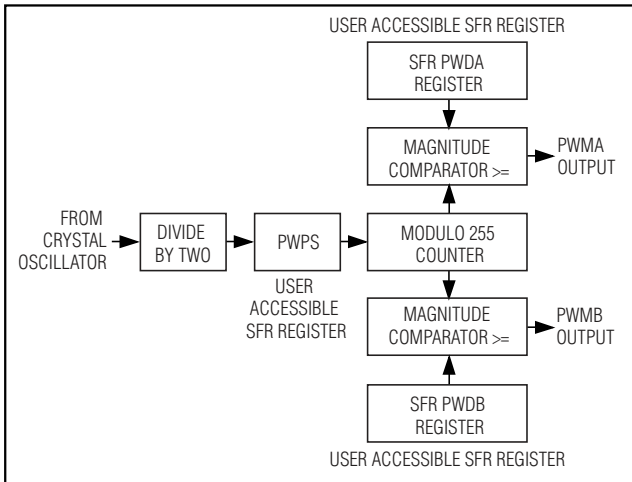 USER ACCESSIBLE SFR REGISTER
SFR PWDA
REGISTER
MAGNITUDE
COMPARATOR >=
PWMA
OUTPUT
FROM
CRYSTAL
OSCILLATOR
DIVIDE
BY TWO
PWPS
USER
ACCESSIBLE
SFR REGISTER
MODULO 255
COUNTER
MAGNITUDE
COMPARATOR >=
PWMB
OUTPUT
SFR PWDB
REGISTER
USER ACCESSIBLE SFR REGISTER